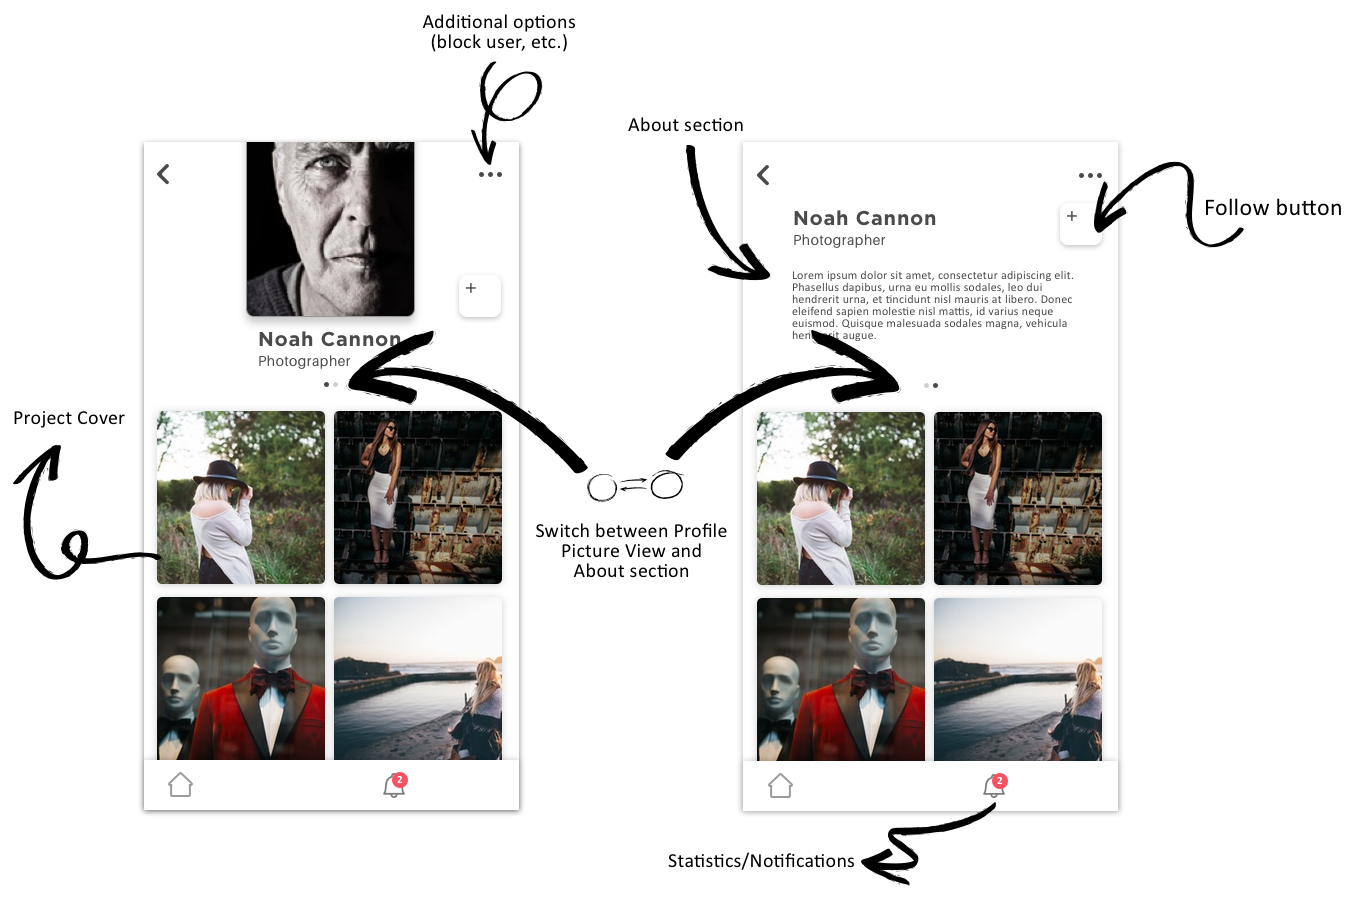 Additional options
(block user, etc.)
About section
Follow button
Noah Cannon
Photographer
Noah Cannon
Photographer
Lorem ipsum dolor sit amet, consectetur adipiscing elit.
Phasellus dapibus, urna eu mollis sodales, leo dui
hendrerit urna, et tincidunt nisl mauris at libero. Donec
eleifend sapien molestie nisl mattis, id varius neque
euismod. Quisque malesuada sodales magna, vehicula
hendrerit augue.
Project Cover
Switch between Profile
Picture View and
About section
2
2
Statistics/Notifications